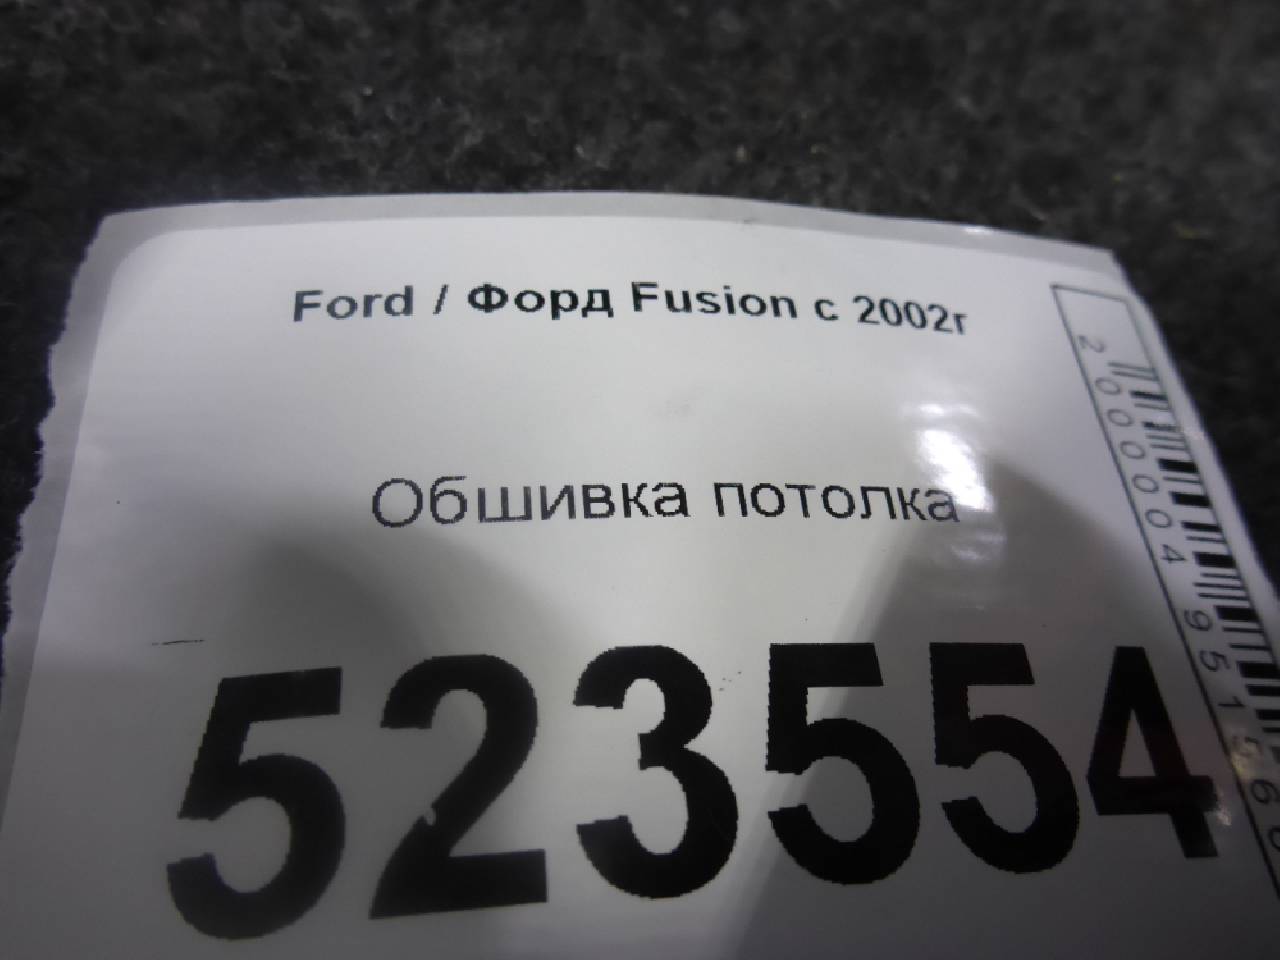 Ford / Форд Fusion с 2002г
Обшивка потолка
523554